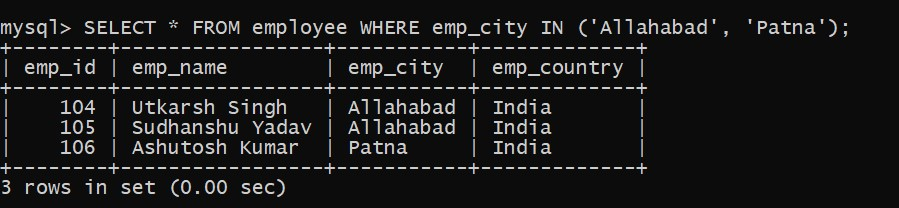 mysql> SELECT * FROM employee WHERE emp_city IN ('Allahabad', 'Patna');
+--------+----------------+-----------+-------------+
| emp_id | emp_name       | emp_city  | emp_country |
+--------+----------------+-----------+-------------+
|    104 | Utkarsh Singh  | Allahabad | India       |
|    105 | Sudhanshu Yadav | Allahabad | India       |
|    106 | Ashutosh Kumar | Patna     | India       |
+--------+----------------+-----------+-------------+
3 rows in set (0.00 sec)